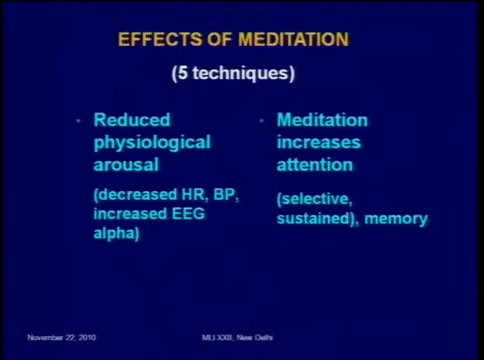 EFFECTS OF MEDITATION
(5 techniques)
• Reduced
physiological
arousal
(decreased HR, BP,
increased EEG
alpha)
• Meditation
increases
attention
(selective,
sustained), memory
November 22, 2010
MLI XXII, New Delhi